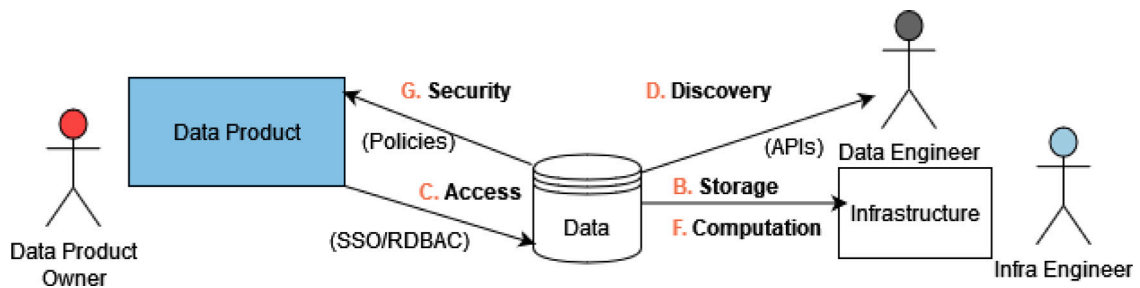 G. Security
D. Discovery
Data Product
(Policies)
(APIs)
Data Engineer
C. Access
B. Storage
(SSO/RDBAC)
Data
F. Computation
Infrastructure
Data Product
Owner
Infra Engineer